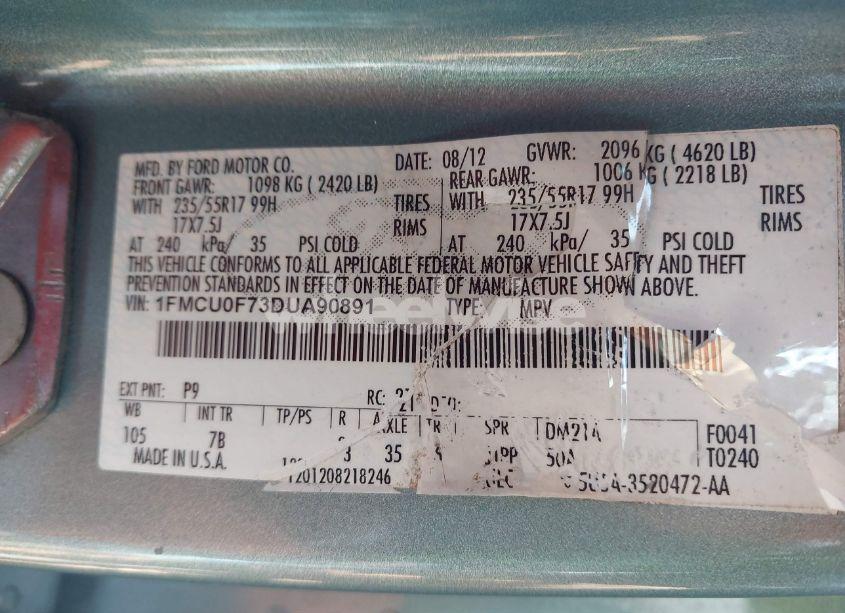 MFD. BY FORD MOTOR CO. DATE: 08/12 GVWR: 2096 KG ( 4620 LB)
FRONT GAWR: 1098 KG ( 2420 LB) REAR GAWR: 1006 KG ( 2218 LB)
WITH 235/55R17 99H TIRES WITH 235/55R17 99H TIRES
17X7.5J RIMS 17X7.5J RIMS
AT 240 kPa/ 35 PSI COLD AT 240 kPa/ 35 PSI COLD
THIS VEHICLE CONFORMS TO ALL APPLICABLE FEDERAL MOTOR VEHICLE SAFETY AND THEFT
PREVENTION STANDARDS IN EFFECT ON THE DATE OF MANUFACTURE SHOWN ABOVE.
VIN: 1FMCU0F73DUA90891 TYPE: MPV
EXT PNT: P9 RC: 21
WB INT TR TP/PS R AXLE TR SPR DM21A F0041
105 7B 35 50A T0240
MADE IN U.S.A.
1201208218246 -3520472-AA